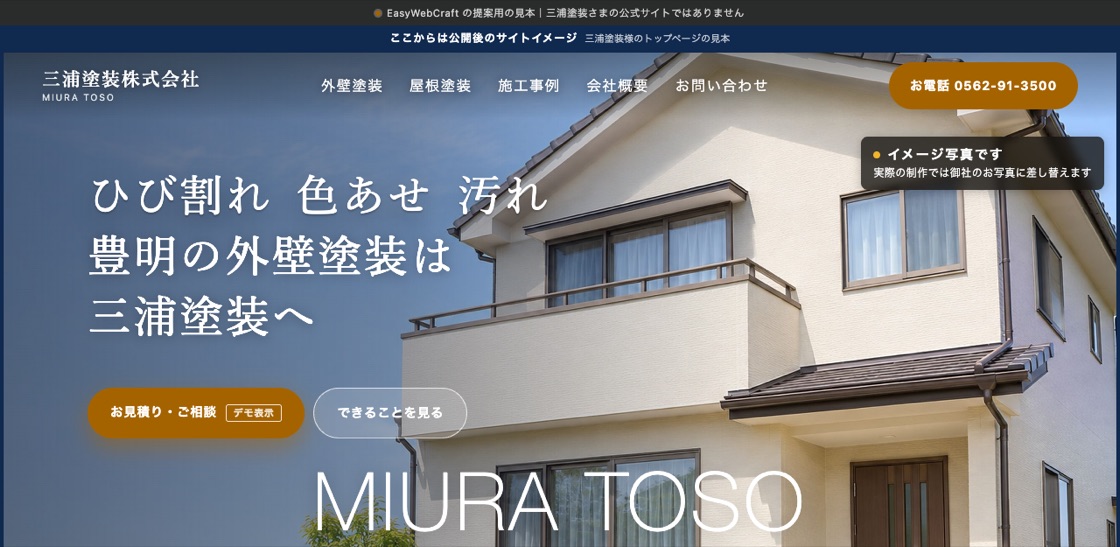 EasyWebCraft の提案用の見本｜三浦塗装さまの公式サイトではありません
ここからは公開後のサイトイメージ 三浦塗装様のトップページの見本
三浦塗装株式会社
MIURA TOSO
外壁塗装 屋根塗装 施工事例 会社概要 お問い合わせ
お電話 0562-91-3500
イメージ写真です
実際の制作では御社のお写真に差し替えます
ひび割れ 色あせ 汚れ
豊明の外壁塗装は
三浦塗装へ
お見積り・ご相談 デモ表示
できることを見る
MIURA TOSO